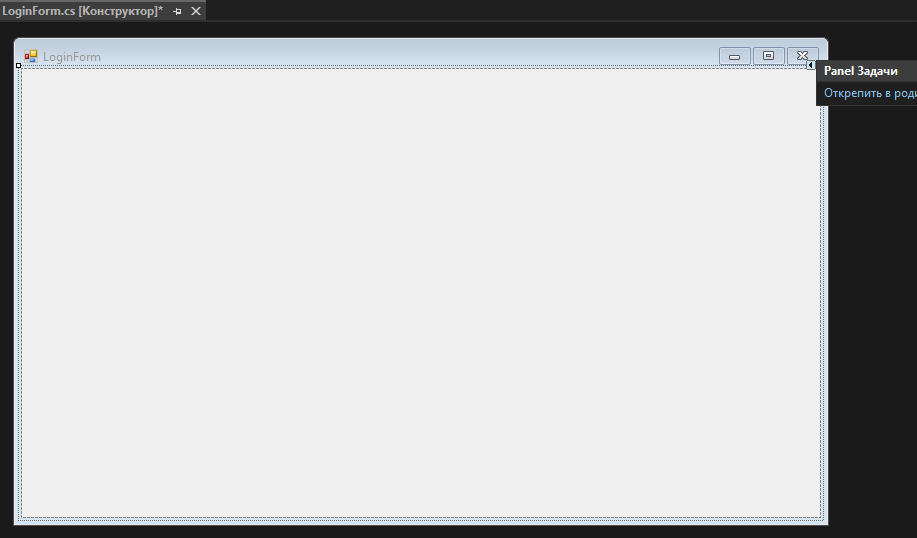 LoginForm.cs [Конструктор]*
LoginForm
Panel Задачи
Открепить в роди